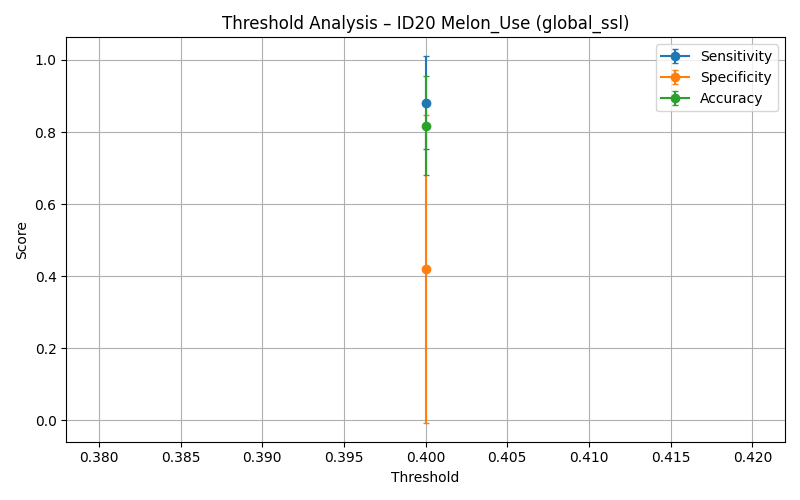 Threshold Analysis – ID20 Melon_Use (global_ssl)
Sensitivity
Specificity
Accuracy
Score
1.0
0.8
0.6
0.4
0.2
0.0
0.380 0.385 0.390 0.395 0.400 0.405 0.410 0.415 0.420
Threshold